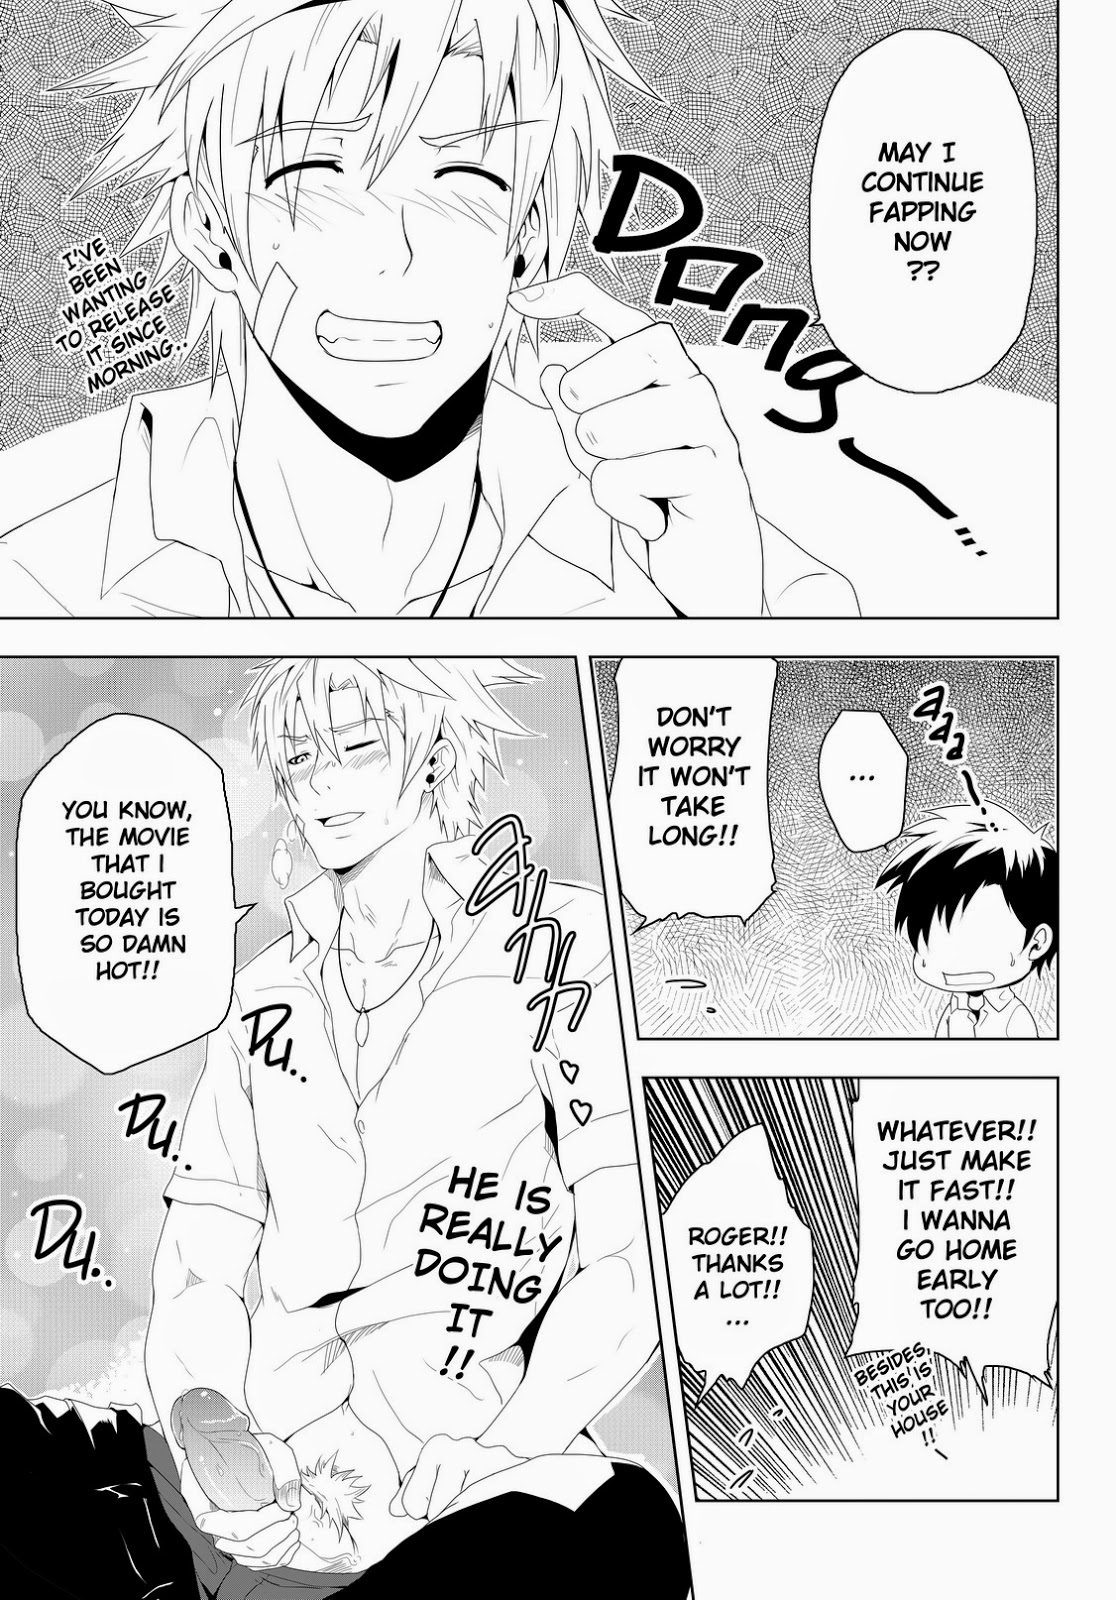 MAY I
CONTINUE
FAPPING
NOW
??
DONG
I'VE
BEEN
WANTING
TO RELEASE
IT SINCE
MORNING..
DON'T
WORRY
IT WON'T
TAKE
LONG!!
...
WHATEVER!!
JUST MAKE
IT FAST!!
I WANNA
GO HOME
EARLY
TOO!!
BESIDES,
THIS IS
YOUR
HOUSE
!!
ROGER!!
THANKS
A LOT!!
...
YOU KNOW,
THE MOVIE
THAT I
BOUGHT
TODAY IS
SO DAMN
HOT!!
DU..
DU..
DU..
HE IS
REALLY
DOING
IT
!!